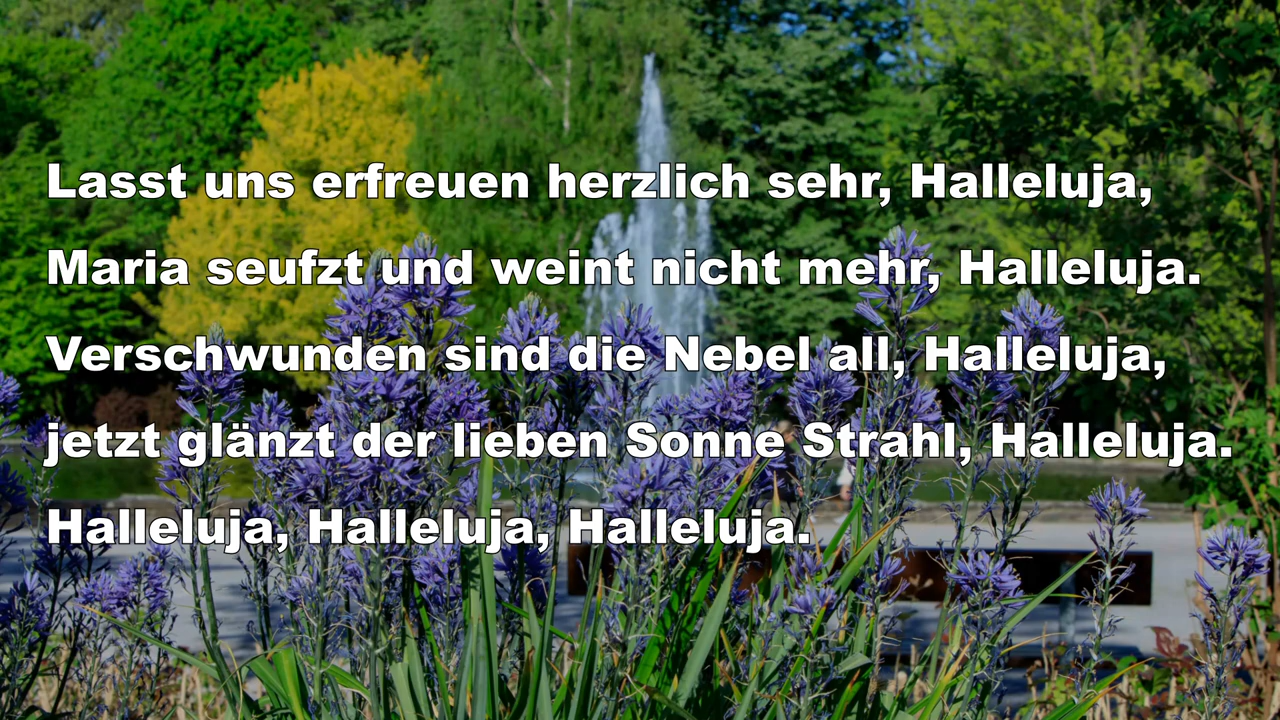 Lasst uns erfreuen herzlich sehr, Halleluja,
Maria seufzt und weint nicht mehr, Halleluja.
Verschwunden sind die Nebel all, Halleluja,
jetzt glänzt der lieben Sonne Strahl, Halleluja.
Halleluja, Halleluja, Halleluja.